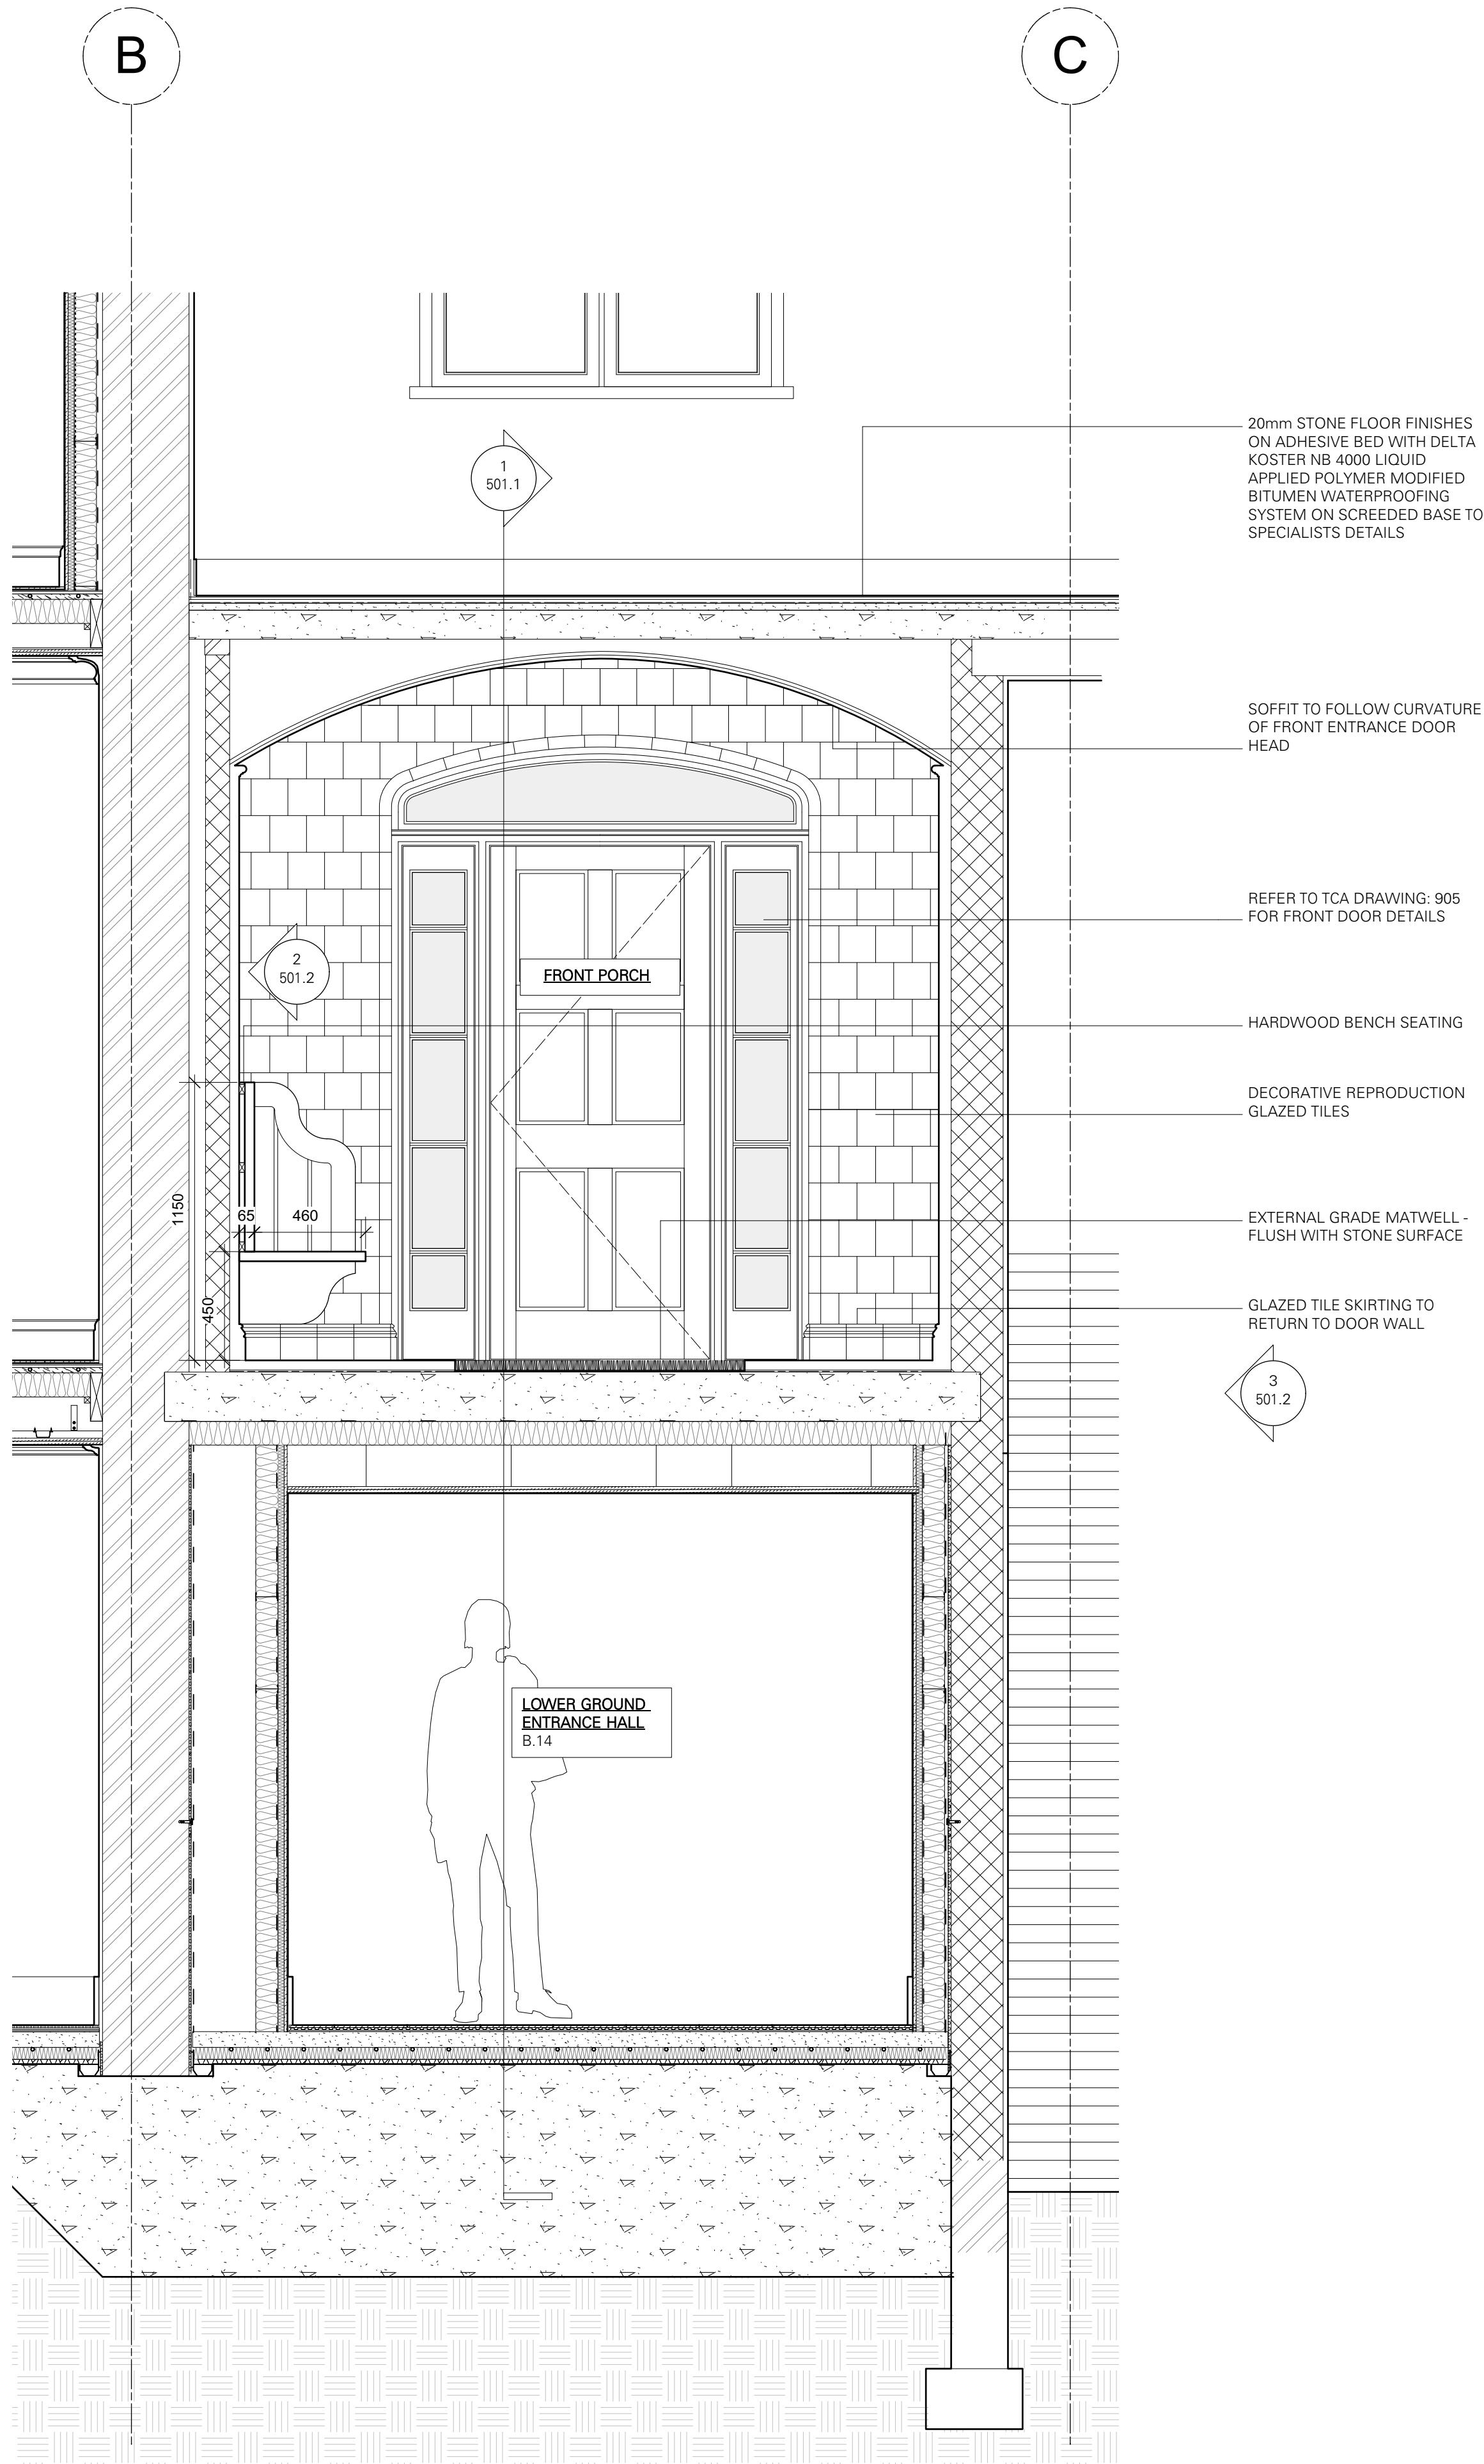 B
C
20mm STONE FLOOR FINISHES
ON ADHESIVE BED WITH DELTA
KOSTER NB 4000 LIQUID
APPLIED POLYMER MODIFIED
BITUMEN WATERPROOFING
SYSTEM ON SCREEDED BASE TO
SPECIALISTS DETAILS
1
501.1
SOFFIT TO FOLLOW CURVATURE
OF FRONT ENTRANCE DOOR
HEAD
REFER TO TCA DRAWING: 905
FOR FRONT DOOR DETAILS
2
501.2
FRONT PORCH
HARDWOOD BENCH SEATING
DECORATIVE REPRODUCTION
GLAZED TILES
1150
65
460
EXTERNAL GRADE MATWELL -
FLUSH WITH STONE SURFACE
450
GLAZED TILE SKIRTING TO
RETURN TO DOOR WALL
3
501.2
LOWER GROUND
ENTRANCE HALL
B.14